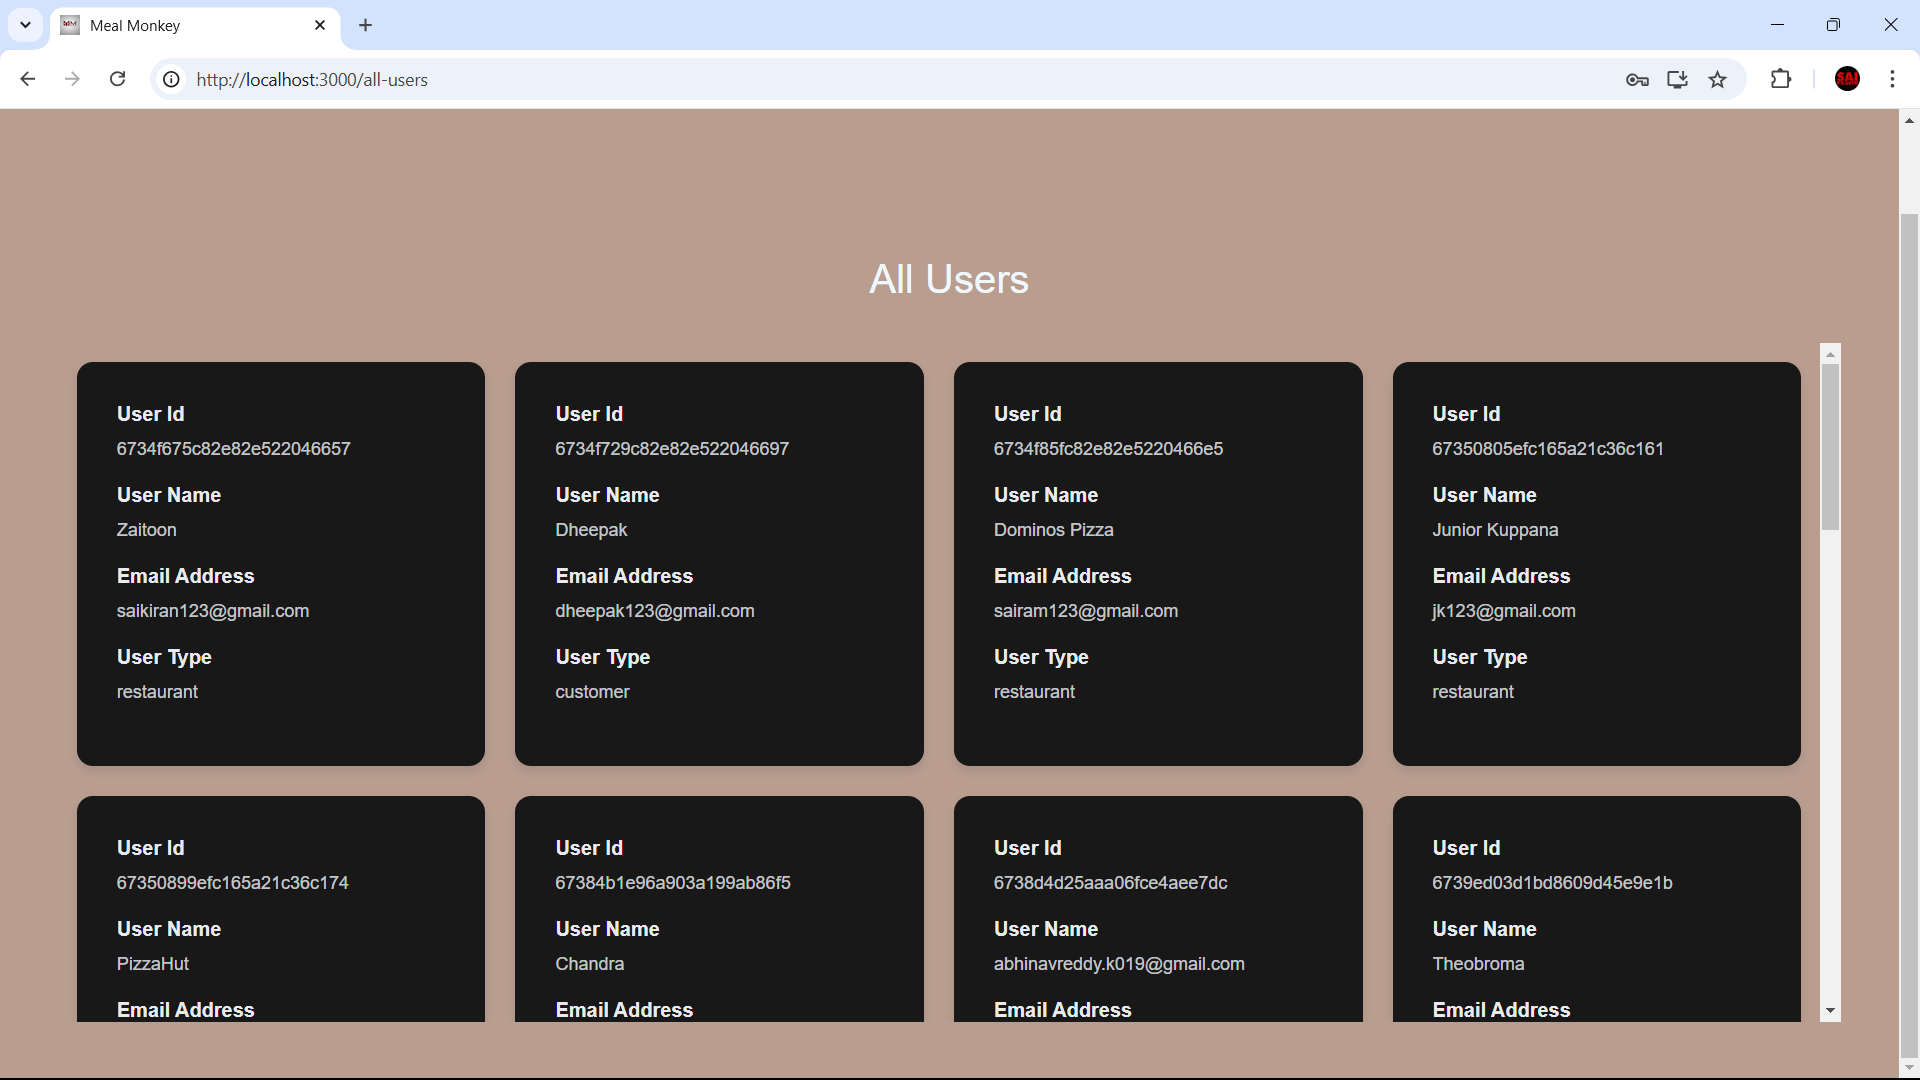 Meal Monkey
http://localhost:3000/all-users
All Users
User Id
6734f675c82e82e522046657
User Name
Zaitoon
Email Address
saikiran123@gmail.com
User Type
restaurant
User Id
6734f729c82e82e522046697
User Name
Dheepak
Email Address
dheepak123@gmail.com
User Type
customer
User Id
6734f85fc82e82e5220466e5
User Name
Dominos Pizza
Email Address
sairam123@gmail.com
User Type
restaurant
User Id
67350805efc165a21c36c161
User Name
Junior Kuppana
Email Address
jk123@gmail.com
User Type
restaurant
User Id
67350899efc165a21c36c174
User Name
PizzaHut
Email Address
User Id
67384b1e96a903a199ab86f5
User Name
Chandra
Email Address
User Id
6738d4d25aaa06fce4aee7dc
User Name
abhinavreddy.k019@gmail.com
Email Address
User Id
6739ed03d1bd8609d45e9e1b
User Name
Theobroma
Email Address